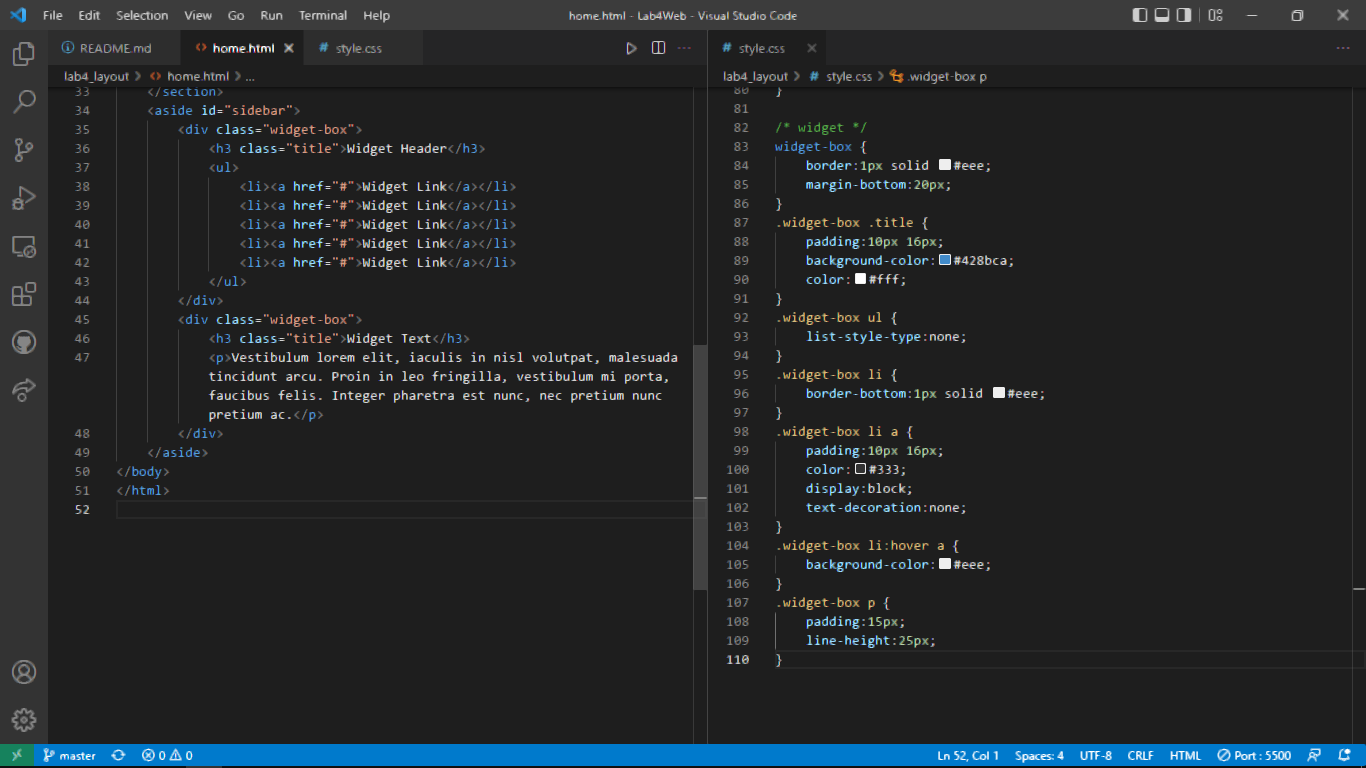 File Edit Selection View Go Run Terminal Help home.html - Lab4Web - Visual Studio Code
README.md home.html style.css
lab4_layout > home.html > ...
33 </section>
34 <aside id="sidebar">
35 <div class="widget-box">
36 <h3 class="title">Widget Header</h3>
37 <ul>
38 <li><a href="#">Widget Link</a></li>
39 <li><a href="#">Widget Link</a></li>
40 <li><a href="#">Widget Link</a></li>
41 <li><a href="#">Widget Link</a></li>
42 <li><a href="#">Widget Link</a></li>
43 </ul>
44 </div>
45 <div class="widget-box">
46 <h3 class="title">Widget Text</h3>
47 <p>Vestibulum lorem elit, iaculis in nisl volutpat, malesuada
tincidunt arcu. Proin in leo fringilla, vestibulum mi porta,
faucibus felis. Integer pharetra est nunc, nec pretium nunc
pretium ac.</p>
48 </div>
49 </aside>
50 </body>
51 </html>
52
style.css
lab4_layout > # style.css > .widget-box p
80 }
81
82 /* widget */
83 widget-box {
84 border:1px solid #eee;
85 margin-bottom:20px;
86 }
87 .widget-box .title {
88 padding:10px 16px;
89 background-color:#428bca;
90 color:#fff;
91 }
92 .widget-box ul {
93 list-style-type:none;
94 }
95 .widget-box li {
96 border-bottom:1px solid #eee;
97 }
98 .widget-box li a {
99 padding:10px 16px;
100 color:#333;
101 display:block;
102 text-decoration:none;
103 }
104 .widget-box li:hover a {
105 background-color:#eee;
106 }
107 .widget-box p {
108 padding:15px;
109 line-height:25px;
110 }
master 0 0 Ln 52, Col 1 Spaces: 4 UTF-8 CRLF HTML Port : 5500